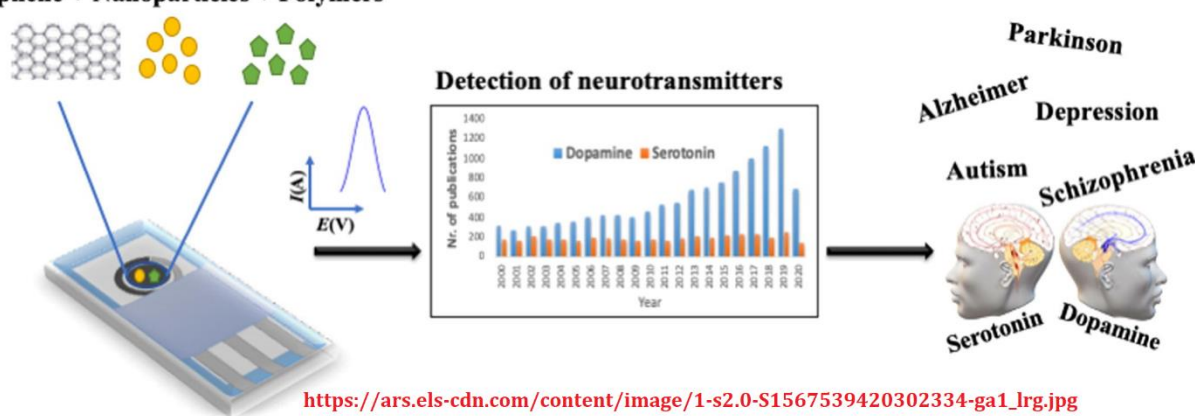 Nanoparticles Polymers
Parkinson
Alzheimer
Depression
Autism
Schizophrenia
Serotonin
Dopamine
Detection of neurotransmitters
1400
1200
1000
800
600
400
200
0
Dopamine Serotonin
Nr. of publications
2000 2001 2002 2003 2004 2005 2006 2007 2008 2009 2010 2011 2012 2013 2014 2015 2016 2017 2018 2019 2020
Year
I(A)
E(V)
https://ars.els-cdn.com/content/image/1-s2.0-S1567539420302334-ga1_lrg.jpg